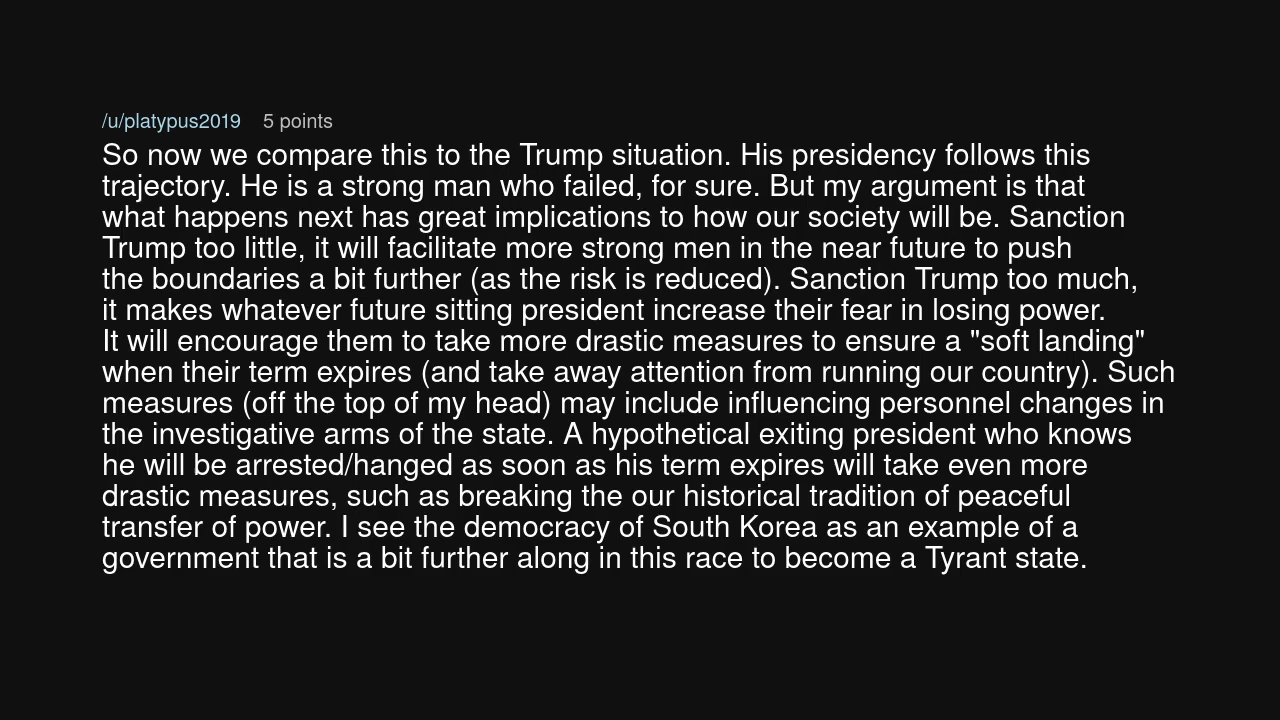 /u/platypus2019 5 points
So now we compare this to the Trump situation. His presidency follows this
trajectory. He is a strong man who failed, for sure. But my argument is that
what happens next has great implications to how our society will be. Sanction
Trump too little, it will facilitate more strong men in the near future to push
the boundaries a bit further (as the risk is reduced). Sanction Trump too much,
it makes whatever future sitting president increase their fear in losing power.
It will encourage them to take more drastic measures to ensure a "soft landing"
when their term expires (and take away attention from running our country). Such
measures (off the top of my head) may include influencing personnel changes in
the investigative arms of the state. A hypothetical exiting president who knows
he will be arrested/hanged as soon as his term expires will take even more
drastic measures, such as breaking the our historical tradition of peaceful
transfer of power. I see the democracy of South Korea as an example of a
government that is a bit further along in this race to become a Tyrant state.